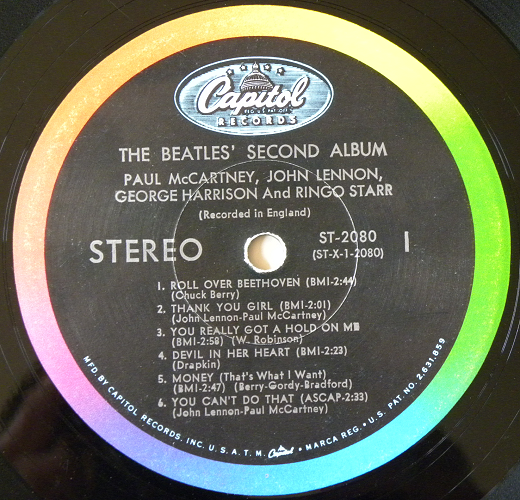 Capitol
RECORDS
THE BEATLES' SECOND ALBUM
PAUL McCARTNEY, JOHN LENNON,
GEORGE HARRISON And RINGO STARR
(Recorded in England)
STEREO
ST-2080
(ST-X-1-2080)
1
1. ROLL OVER BEETHOVEN (BMI-2:44)
(Chuck Berry)
2. THANK YOU GIRL (BMI-2:01)
(John Lennon-Paul McCartney)
3. YOU REALLY GOT A HOLD ON ME
(BMI-2:58) (W. Robinson)
4. DEVIL IN HER HEART (BMI-2:23)
(Drapkin)
5. MONEY (That's What I Want)
(BMI-2:47) (Berry-Gordy-Bradford)
6. YOU CAN'T DO THAT (ASCAP-2:33)
(John Lennon-Paul McCartney)
MFD. BY CAPITOL RECORDS, INC. U.S.A. T.M. Capitol • MARCA REG. • U.S. PAT. NO. 2,631,859